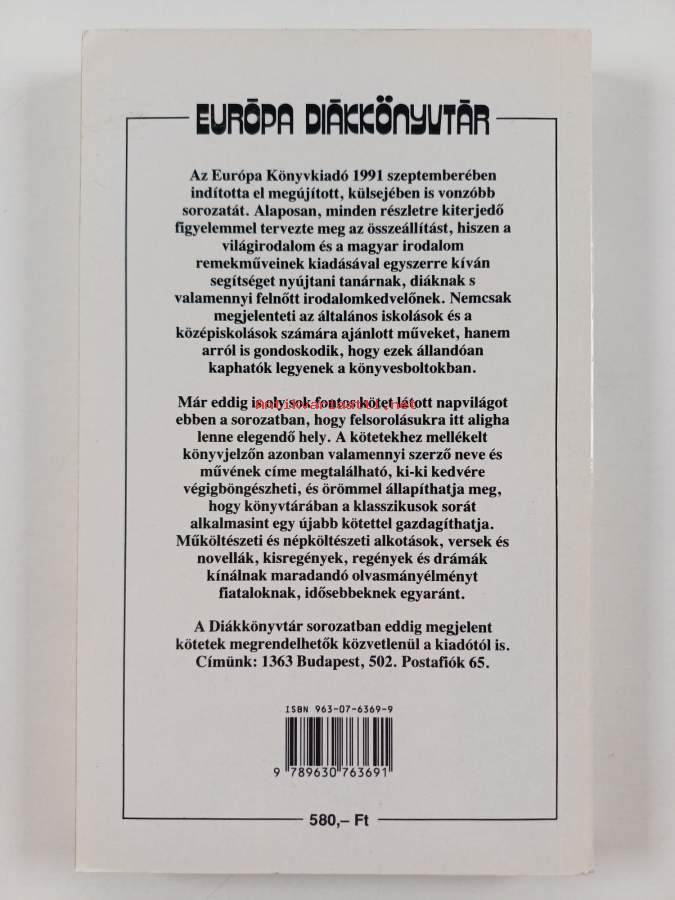 EURÓPA DIÁKKÖNYVTÁR
Az Európa Könyvkiadó 1991 szeptemberében
indította el megújított, külsejében is vonzóbb
sorozatát. Alaposan, minden részletre kiterjedő
figyelemmel tervezte meg az összeállítást, hiszen a
világirodalom és a magyar irodalom
remekműveinek kiadásával egyszerre kíván
segítséget nyújtani tanárnak, diáknak s
valamennyi felnőtt irodalomkedvelőnek. Nemcsak
megjelenteti az általános iskolások és a
középiskolások számára ajánlott műveket, hanem
arról is gondoskodik, hogy ezek állandóan
kaphatók legyenek a könyvesboltokban.
Már eddig is oly sok fontos kötet látott napvilágot
antikvariaatti.net
ebben a sorozatban, hogy felsorolásukra itt aligha
lenne elegendő hely. A kötetekhez mellékelt
könyvjelzőn azonban valamennyi szerző neve és
művének címe megtalálható, ki-ki kedvére
végigböngészheti, és örömmel állapíthatja meg,
hogy könyvtárában a klasszikusok sorát
alkalmasint egy újabb kötettel gazdagíthatja.
Műköltészeti és népköltészeti alkotások, versek és
novellák, kisregények, regények és drámák
kínálnak maradandó olvasmányélményt
fiataloknak, idősebbeknek egyaránt.
A Diákkönyvtár sorozatban eddig megjelent
kötetek megrendelhetők közvetlenül a kiadótól is.
Címünk: 1363 Budapest, 502. Postafiók 65.
ISBN 963-07-6369-9
9 789630 763691
580,– Ft